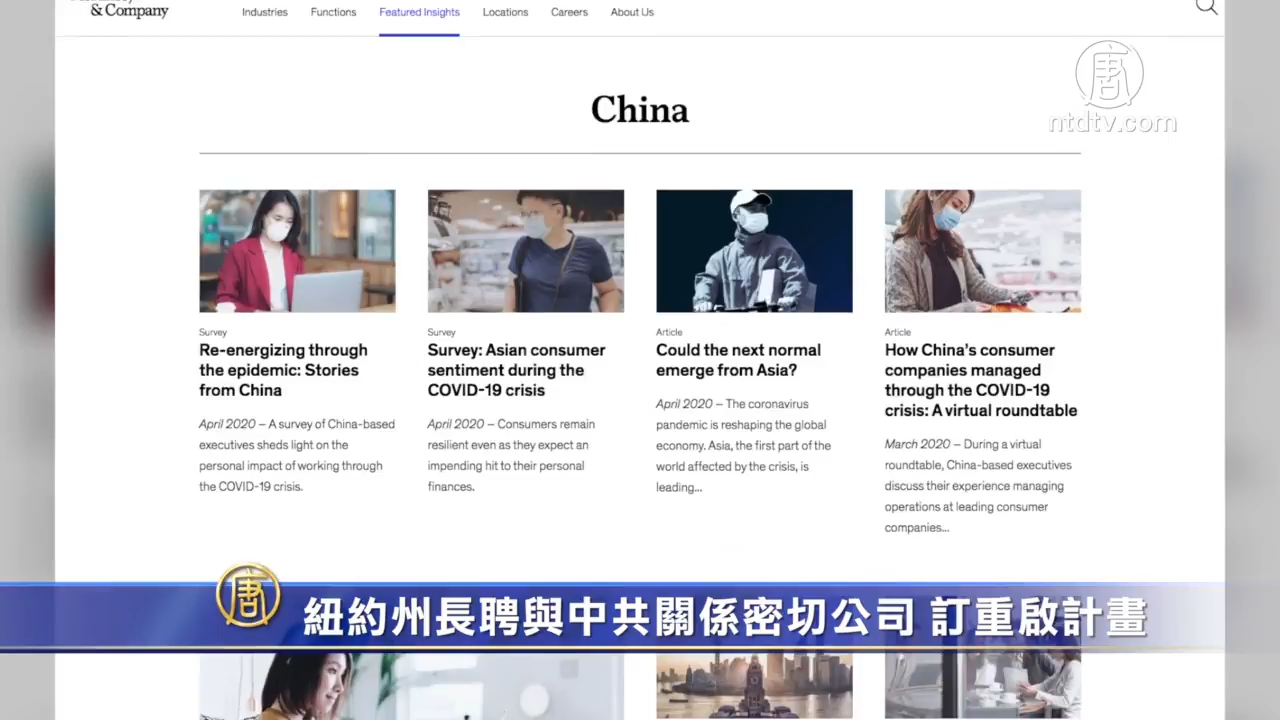 & Company
Industries Functions Featured Insights Locations Careers About Us
唐
ntdtv.com
China
Survey
Re-energizing through
the epidemic: Stories
from China
April 2020 – A survey of China-based
executives sheds light on the
personal impact of working through
the COVID-19 crisis.
Survey
Survey: Asian consumer
sentiment during the
COVID-19 crisis
April 2020 – Consumers remain
resilient even as they expect an
impending hit to their personal
finances.
Article
Could the next normal
emerge from Asia?
April 2020 – The coronavirus
pandemic is reshaping the global
economy. Asia, the first part of the
world affected by the crisis, is
leading...
Article
How China's consumer
companies managed
through the COVID-19
crisis: A virtual roundtable
March 2020 – During a virtual
roundtable, China-based executives
discuss their experience managing
operations at leading consumer
companies...
唐 紐約州長聘與中共關係密切公司 訂重啟計畫